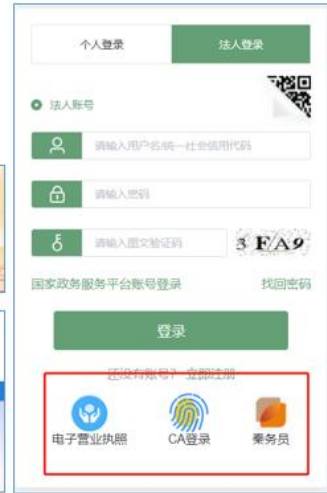 个人登录 法人登录
法人账号
请输入用户名/统一社会信用代码
请输入密码
请输入图文验证码 3 FA9
国家政务服务平台账号登录 找回密码
登录
还没有账号? 立即注册
电子营业执照 CA登录 秦务员